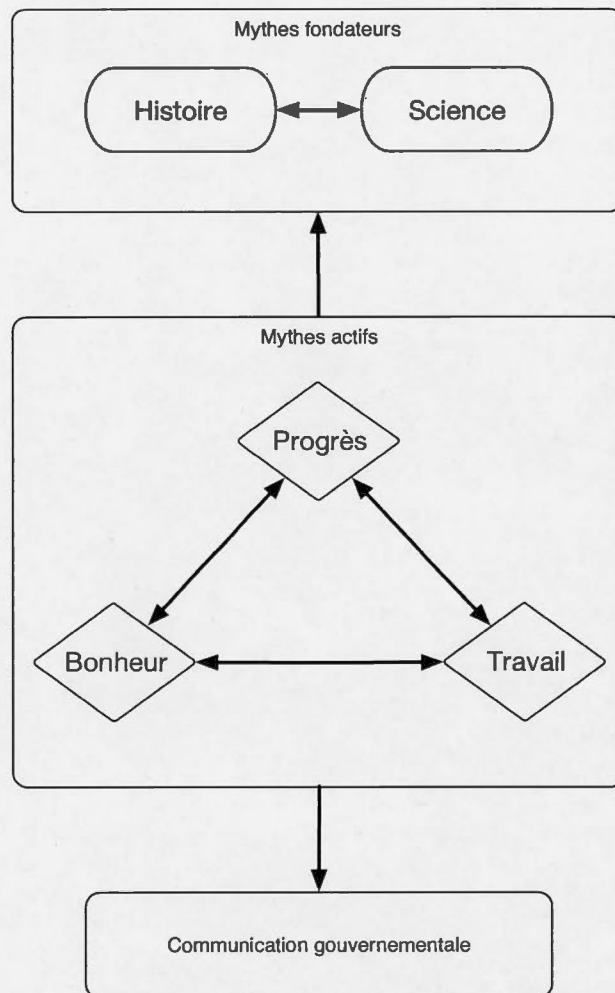 Mythes fondateurs
Histoire
Science
Mythes actifs
Progrès
Bonheur
Travail
Communication gouvernementale